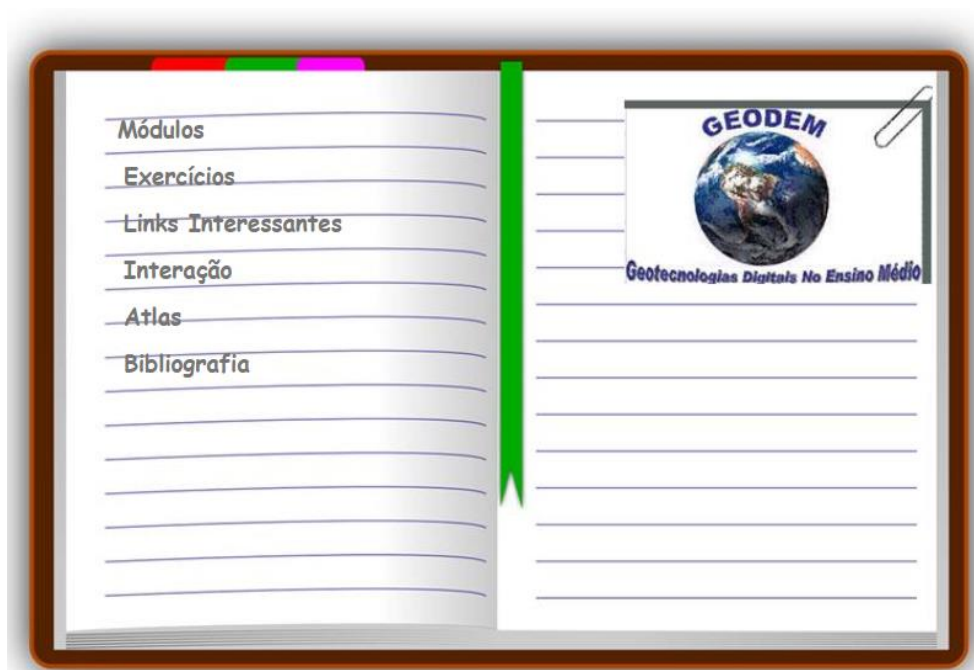 Módulos
Exercícios
Links Interessantes
Interação
Atlas
Bibliografia
GEODEM
Geotecnologias Digitais No Ensino Médio